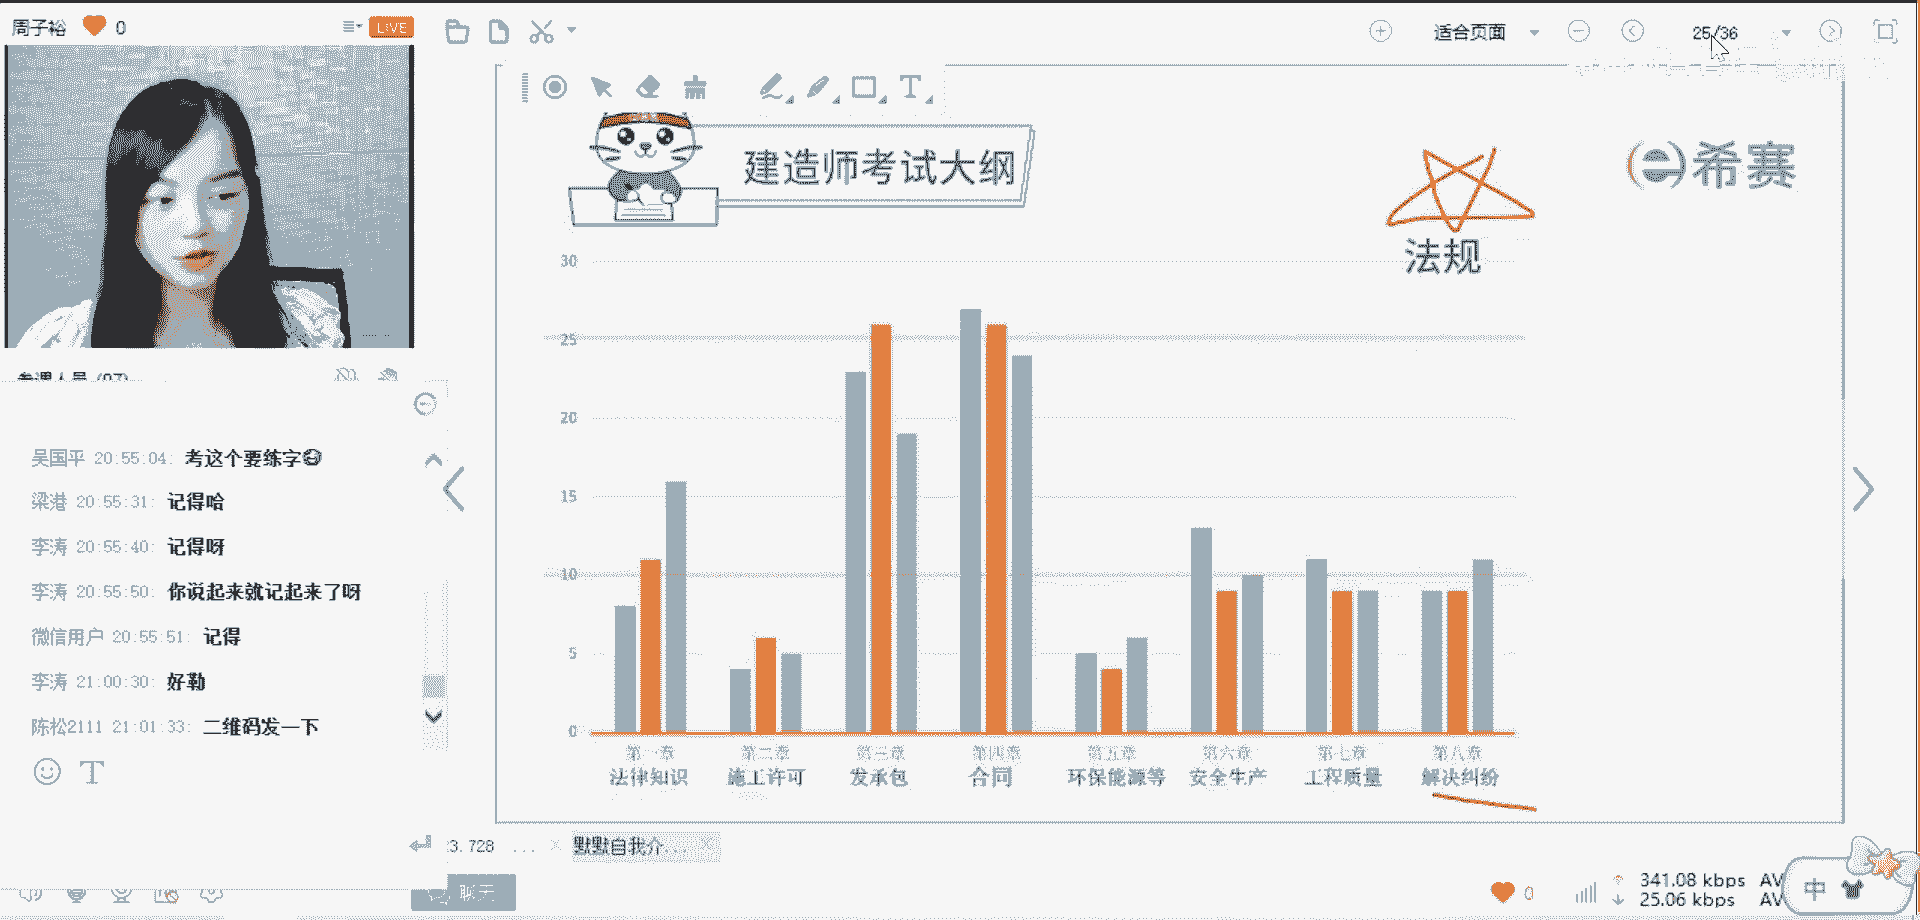 周子裕 0 LIVE
适合页面 25/36
建造师考试大纲
希赛
法规
30
25
20
15
10
5
0
第一章 第二章 第三章 第四章 第五章 第六章 第七章 第八章
法律知识 施工许可 发承包 合同 环保能源等 安全生产 工程质量 解决纠纷
吴国平 20:55:04: 考这个要练字
梁港 20:55:31: 记得哈
李涛 20:55:40: 记得呀
李涛 20:55:50: 你说起来就记起来了呀
微信用户 20:55:51: 记得
李涛 21:00:30: 好勒
陈松2111 21:01:33: 二维码发一下
T
3.728 ... × 默默自我介... ×
聊天
0 341.08 kbps AV
25.06 kbps AV
中